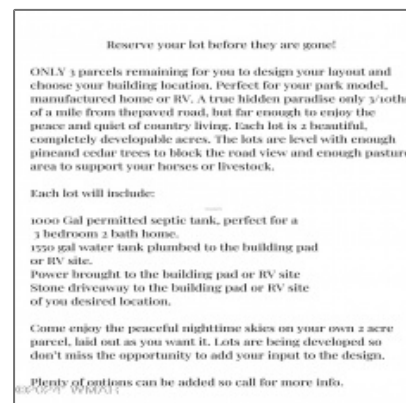 Reserve your lot before they are gone!
ONLY 3 parcels remaining for you to design your layout and
choose your building location. Perfect for your park model,
manufactured home or RV. A true hidden paradise only 3/10ths
of a mile from thepaved road, but far enough to enjoy the
peace and quiet of country living. Each lot is 2 beautiful,
completely developable acres. The lots are level with enough
pineand cedar trees to block the road view and enough pasture
area to support your horses or livestock.
Each lot will include:
1000 Gal permitted septic tank, perfect for a
3 bedroom 2 bath home.
1550 gal water tank plumbed to the building pad
or RV site.
Power brought to the building pad or RV site
Stone driveaway to the building pad or RV site
of you desired location.
Come enjoy the peaceful nighttime skies on your own 2 acre
parcel, laid out as you want it. Lots are being developed so
don't miss the opportunity to add your input to the design.
Plenty of options can be added so call for more info.
©2024 WMAR